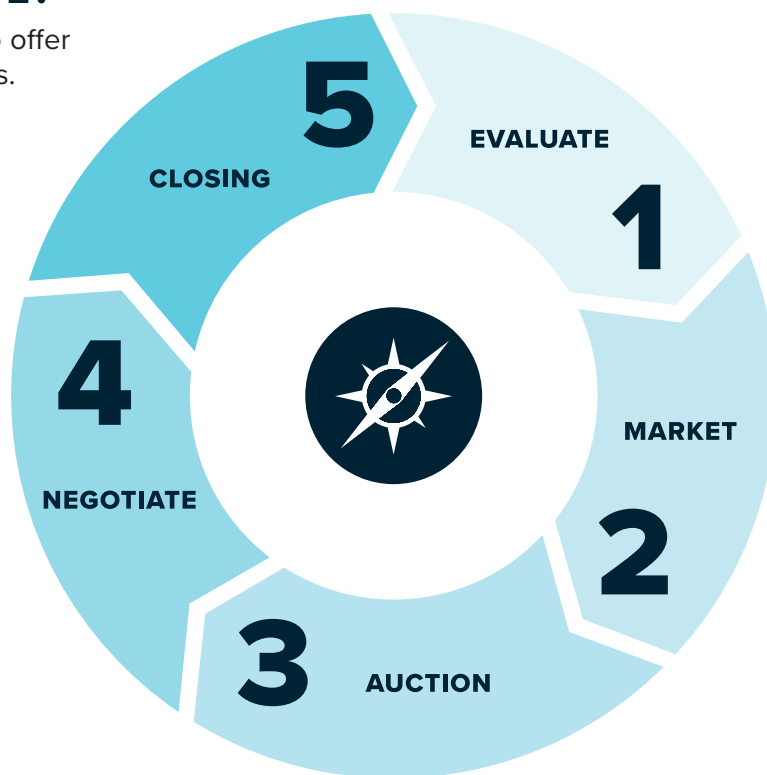 offer
s.
5
CLOSING
EVALUATE
1
4
NEGOTIATE
MARKET
2
3
AUCTION